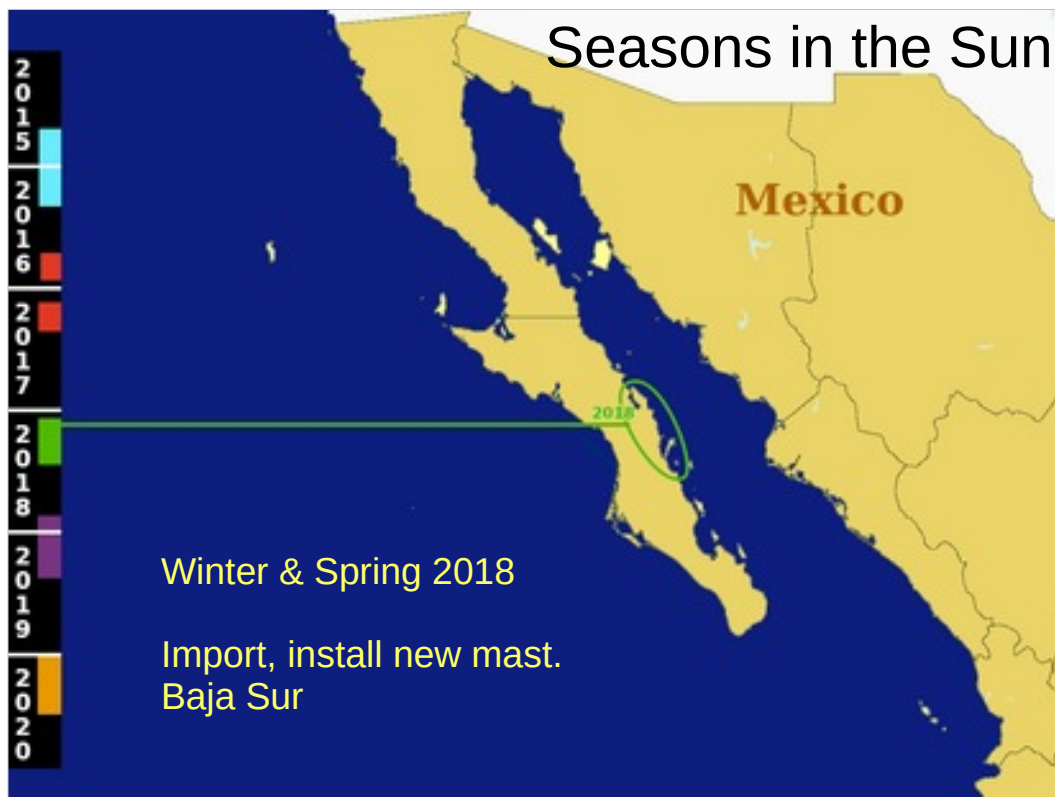 Seasons in the Sun
2015
2016
2017
2018
2019
2020
Mexico
2018
Winter & Spring 2018
Import, install new mast.
Baja Sur